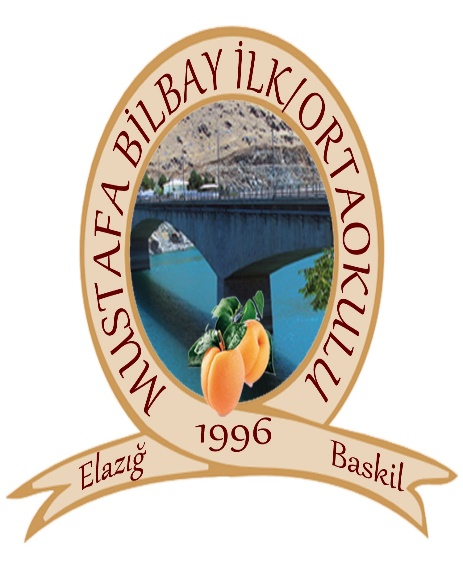 MUSTAFA BİLBAY İLK/ORTAOKULU
1996
Elazığ
Baskil